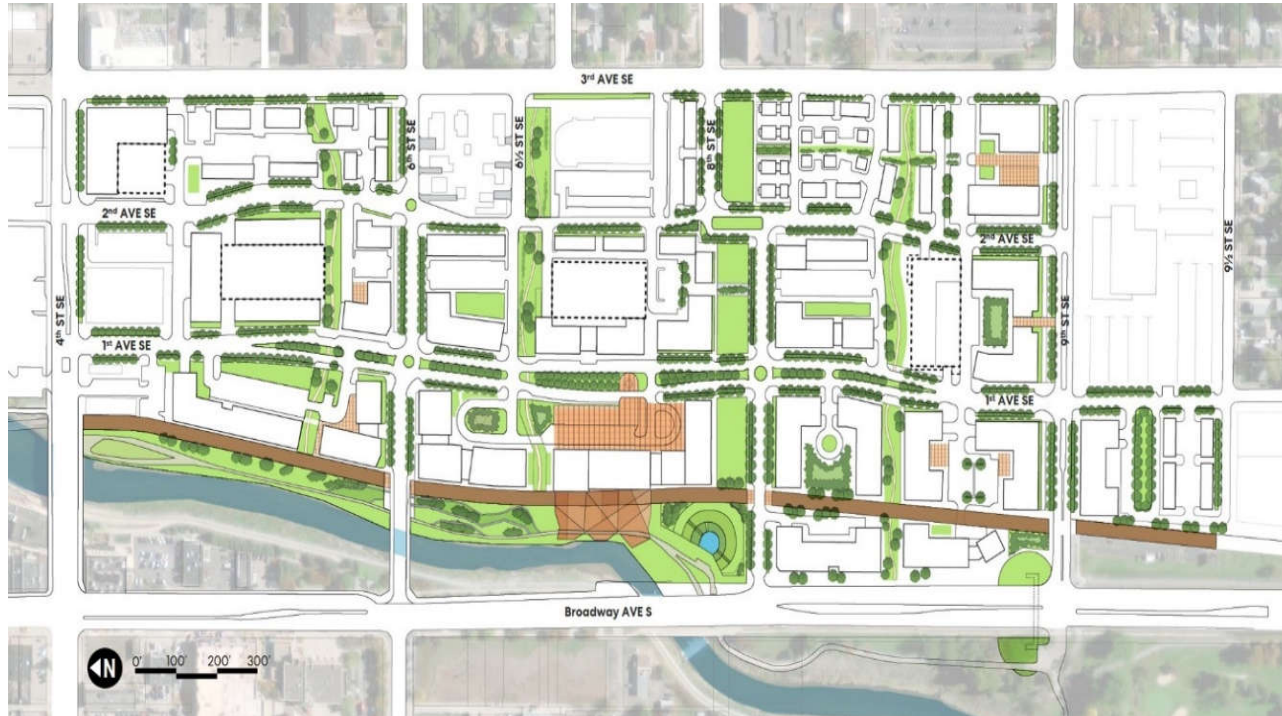 3rd AVE SE
6th ST SE
6½ ST SE
8th ST SE
2nd AVE SE
2nd AVE SE
4th ST SE
9th ST SE
9½ ST SE
1st AVE SE
1st AVE SE
Broadway AVE S
N
0' 100' 200' 300'